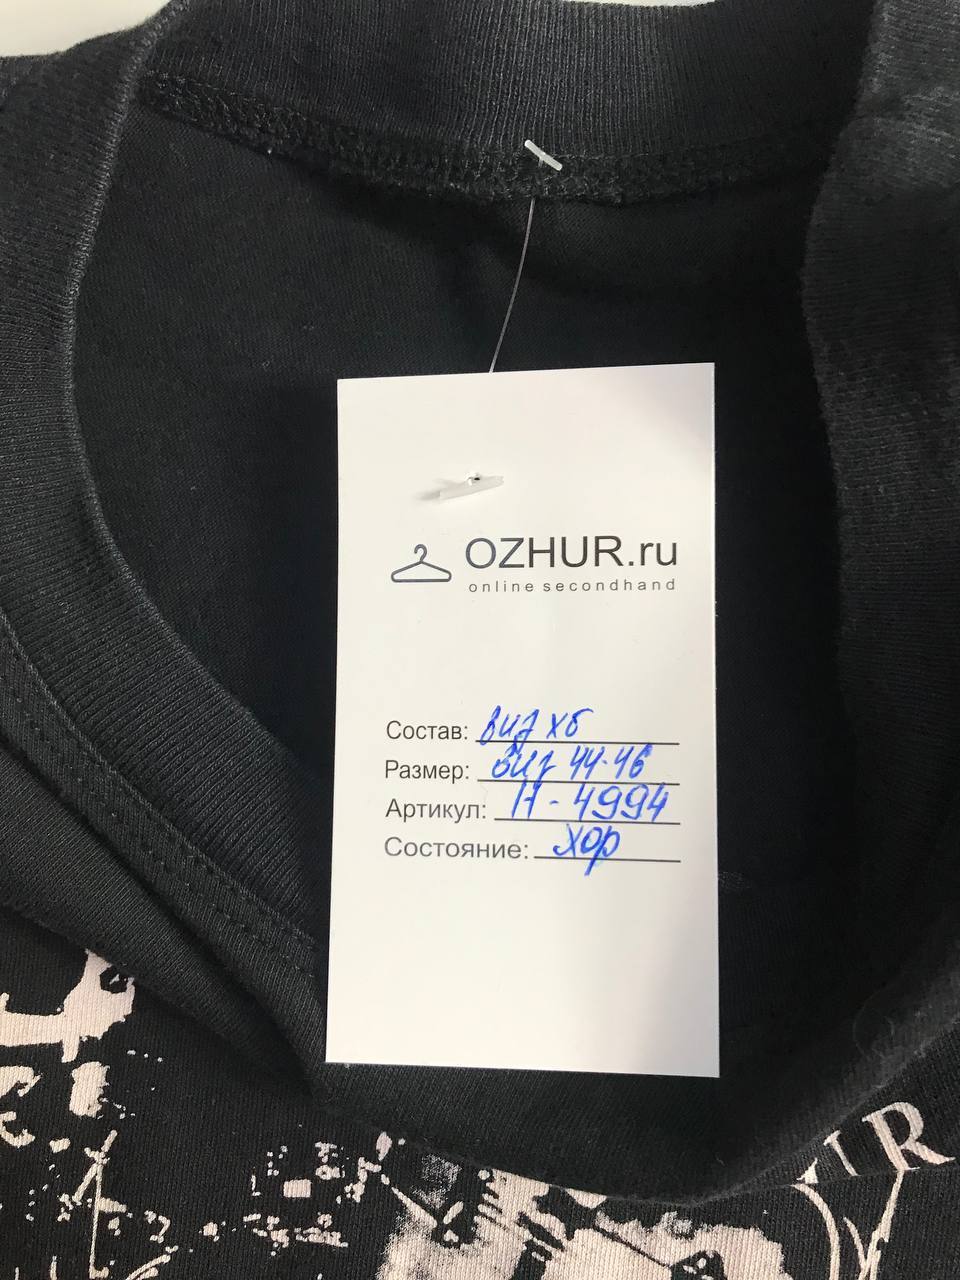 OZHUR.ru
online secondhand
Состав: виз хб
Размер: виз 44-46
Артикул: Н-4994
Состояние: хор